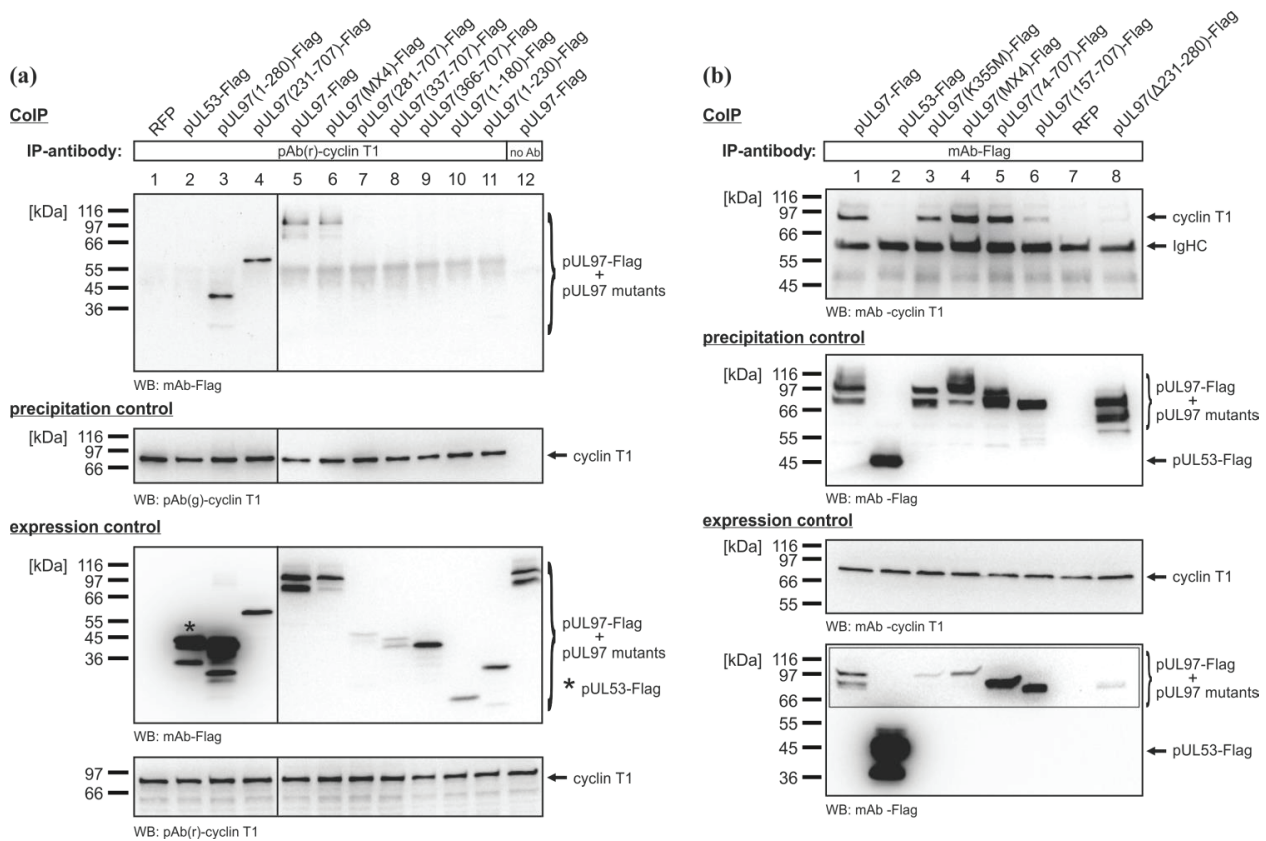 (a)
CoIP
RFP
pUL53-Flag
pUL97(1-280)-Flag
pUL97(231-707)-Flag
pUL97-Flag
pUL97(MX4)-Flag
pUL97(281-707)-Flag
pUL97(337-707)-Flag
pUL97(366-707)-Flag
pUL97(1-180)-Flag
pUL97(1-230)-Flag
pUL97-Flag
IP-antibody: pAb(r)-cyclin T1 no Ab
1 2 3 4 5 6 7 8 9 10 11 12
[kDa] 116
97
66
55
45
36
pUL97-Flag
+
pUL97 mutants
WB: mAb-Flag
precipitation control
[kDa] 116
97
66
cyclin T1
WB: pAb(g)-cyclin T1
expression control
[kDa] 116
97
66
55
45
36
*
pUL97-Flag
+
pUL97 mutants
* pUL53-Flag
WB: mAb-Flag
97
66
cyclin T1
WB: pAb(r)-cyclin T1
(b)
CoIP
pUL97-Flag
pUL53-Flag
pUL97(K355M)-Flag
pUL97(MX4)-Flag
pUL97(74-707)-Flag
pUL97(157-707)-Flag
RFP
pUL97(Δ231-280)-Flag
IP-antibody: mAb-Flag
1 2 3 4 5 6 7 8
[kDa] 116
97
66
55
45
cyclin T1
IgHC
WB: mAb -cyclin T1
precipitation control
[kDa] 116
97
66
55
45
pUL97-Flag
+
pUL97 mutants
pUL53-Flag
WB: mAb -Flag
expression control
[kDa] 116
97
66
55
cyclin T1
WB: mAb -cyclin T1
[kDa] 116
97
66
55
45
36
pUL97-Flag
+
pUL97 mutants
pUL53-Flag
WB: mAb -Flag